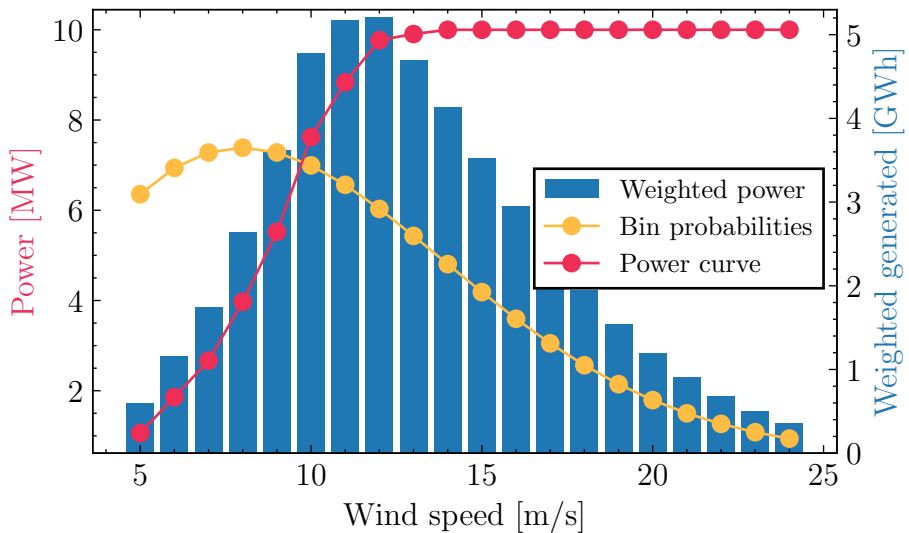 10
8
6
4
2
Power [MW]
5
4
3
2
1
0
Weighted generated [GWh]
Weighted power
Bin probabilities
Power curve
5
10
15
20
25
Wind speed [m/s]